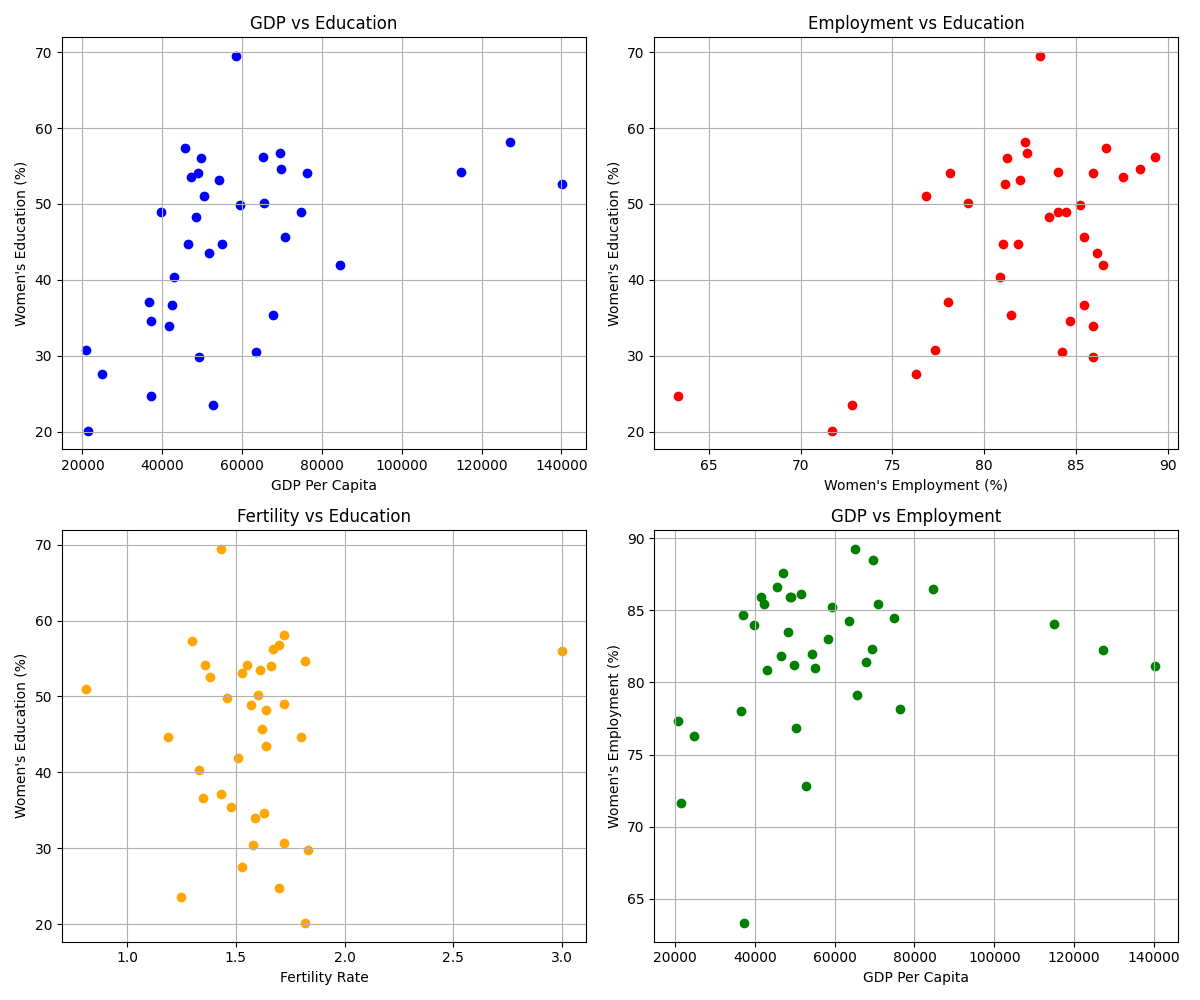 GDP vs Education
Women's Education (%)
70
60
50
40
30
20
20000 40000 60000 80000 100000 120000 140000
GDP Per Capita
Employment vs Education
Women's Education (%)
70
60
50
40
30
20
65 70 75 80 85 90
Women's Employment (%)
Fertility vs Education
Women's Education (%)
70
60
50
40
30
20
1.0 1.5 2.0 2.5 3.0
Fertility Rate
GDP vs Employment
Women's Employment (%)
90
85
80
75
70
65
20000 40000 60000 80000 100000 120000 140000
GDP Per Capita